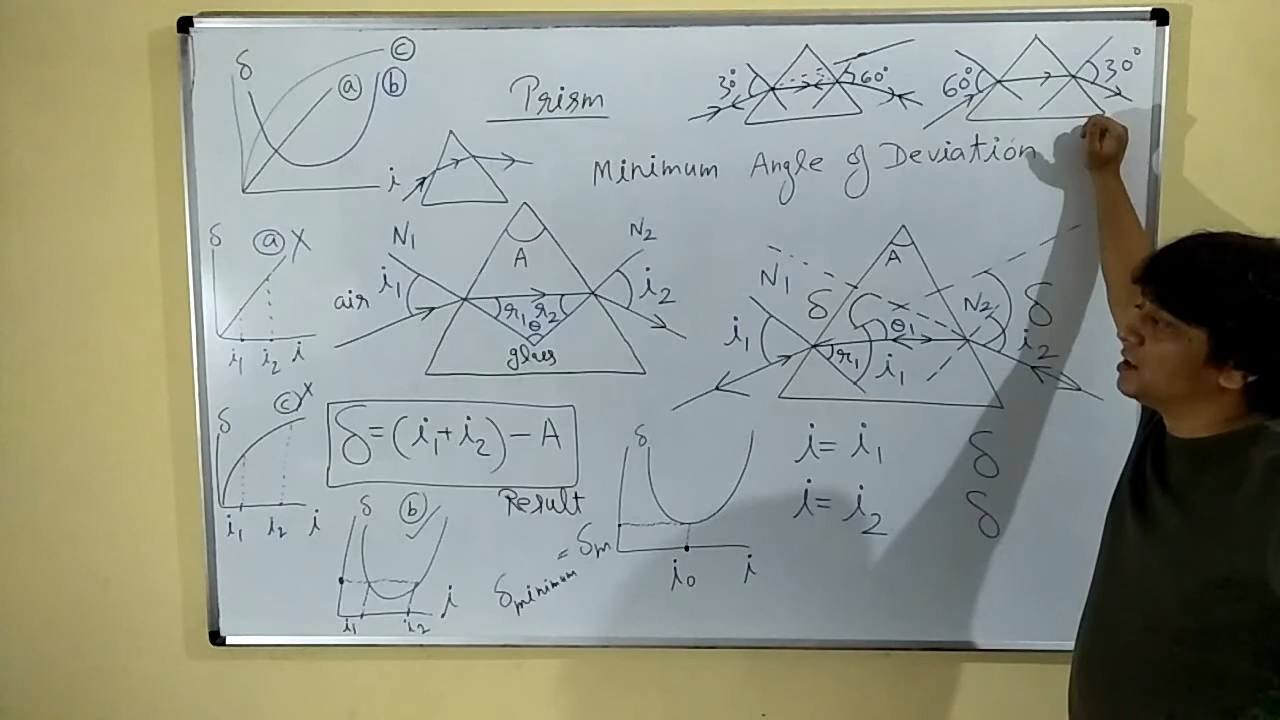 Prism
Minimum Angle of Deviation
δ
i
ⓐ
ⓑ
ⓒ
30°
60°
60°
30°
δ
ⓐ X
i₁ i₂ i
δ
ⓒ X
i₁ i₂ i
N₁
N₂
A
air i₁
r₁ r₂
θ
glass
i₂
δ=(i₁+i₂)-A
Result
δ
ⓑ ✓
i₁ i₂
i
δ
δminimum = δm
i₀ i
A
N₁
N₂
i₁
δ
θ₁
r₁
i₁
δ
i₂
i= i₁ δ
i= i₂ δ